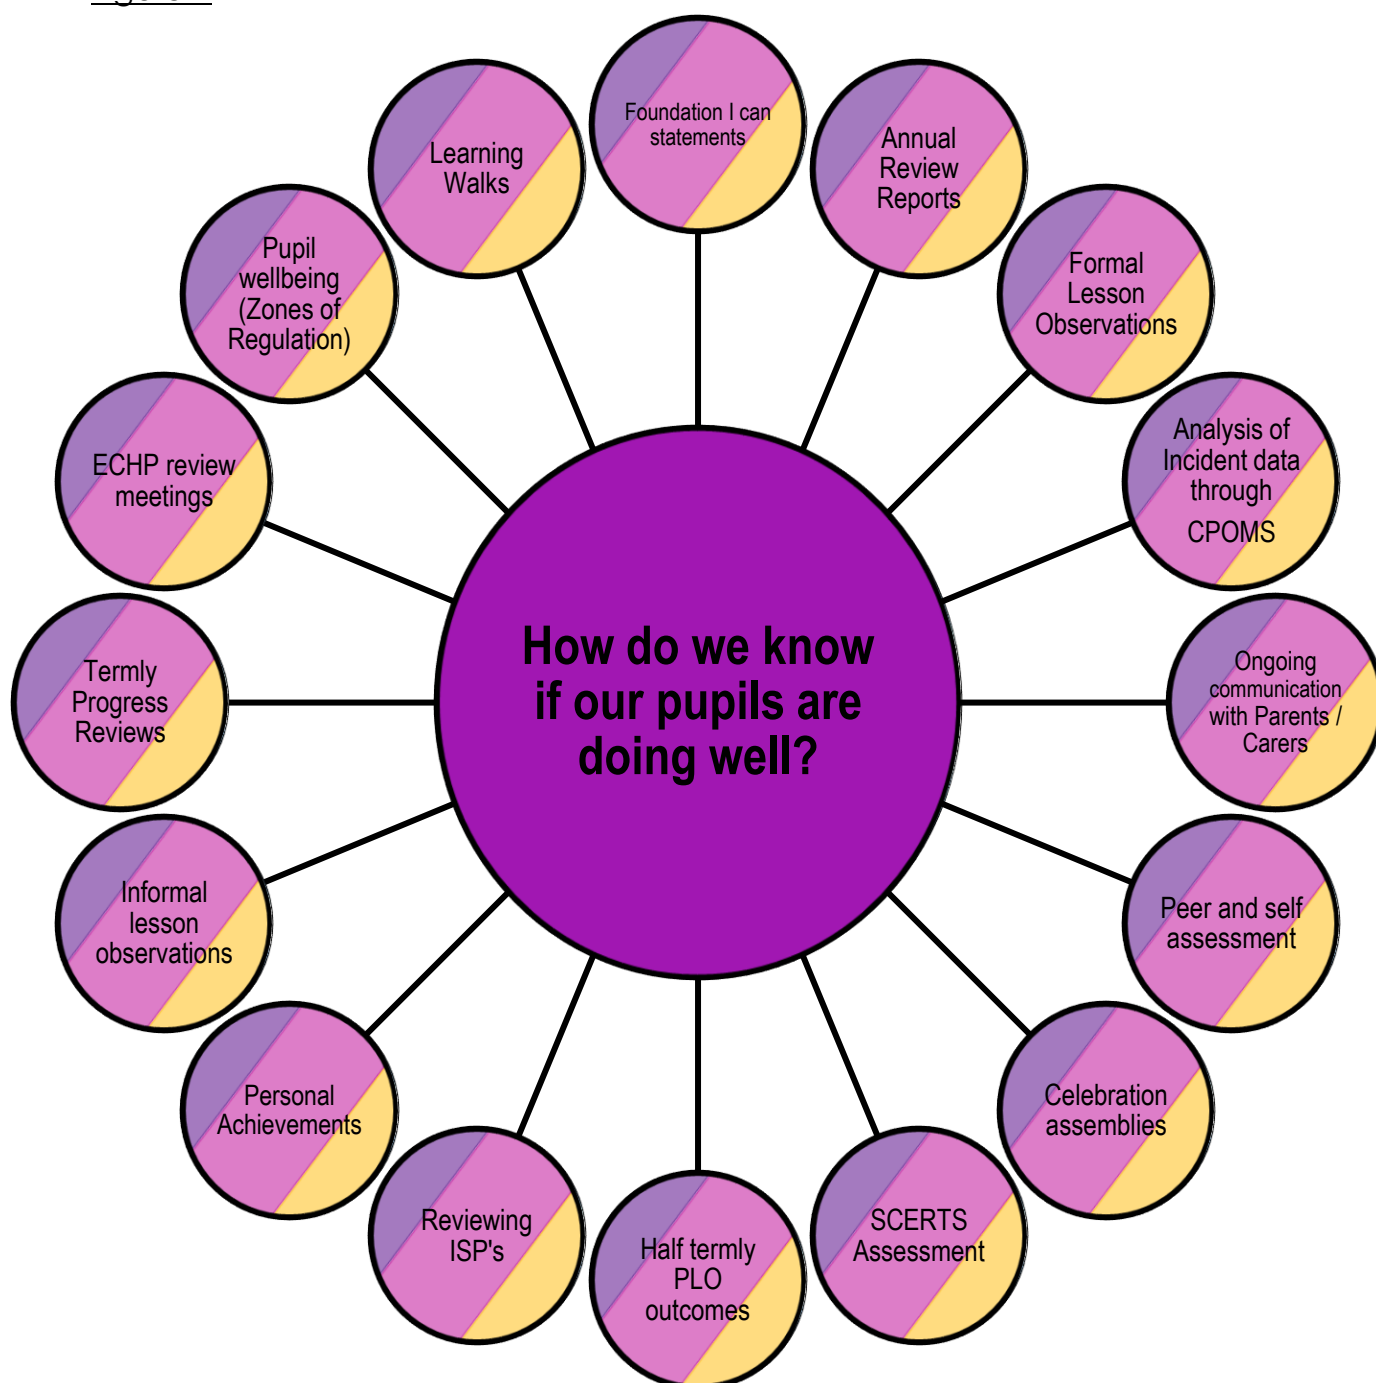 Foundation I can
statements
Annual
Review
Reports
Formal
Lesson
Observations
Analysis of
Incident data
through
CPOMS
Ongoing
communication
with Parents /
Carers
Peer and self
assessment
Celebration
assemblies
SCERTS
Assessment
Half termly
PLO
outcomes
Reviewing
ISP's
Personal
Achievements
Informal
lesson
observations
Termly
Progress
Reviews
ECHP review
meetings
Pupil
wellbeing
(Zones of
Regulation)
Learning
Walks
How do we know
if our pupils are
doing well?